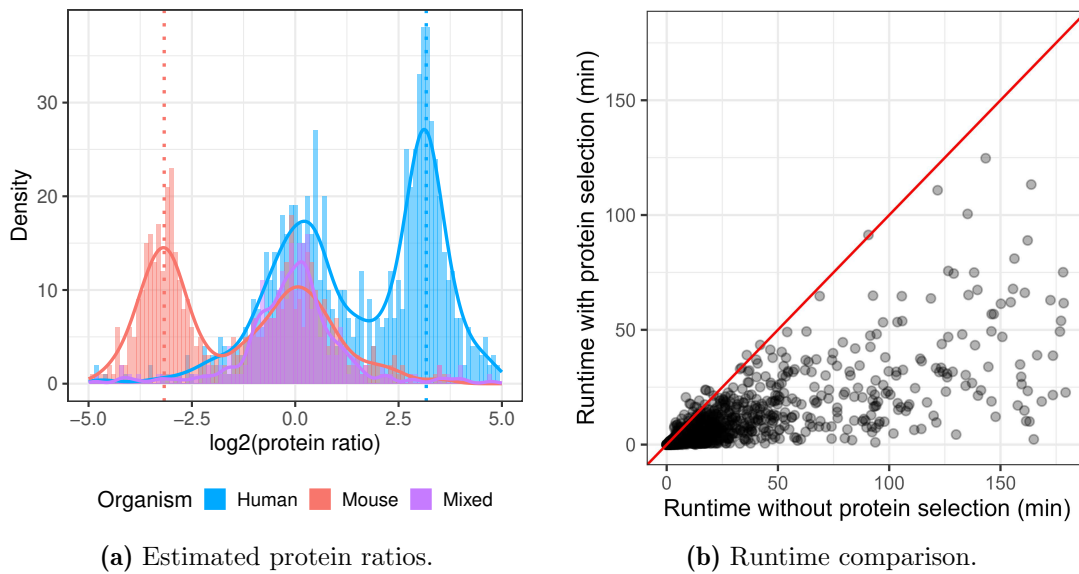 30
20
10
0
−5.0
−2.5
0.0
2.5
5.0
Density
log2(protein ratio)
Organism Human Mouse Mixed
(a) Estimated protein ratios.
150
100
50
0
0
50
100
150
Runtime with protein selection (min)
Runtime without protein selection (min)
(b) Runtime comparison.